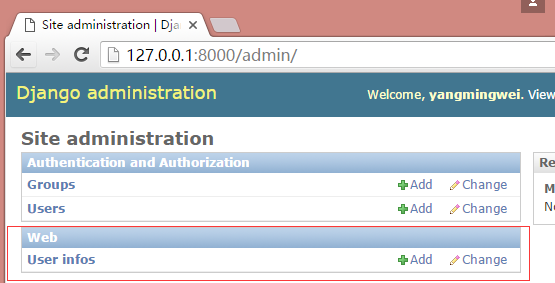 Site administration | Dja
127.0.0.1:8000/admin/
Django administration
Welcome, yangmingwei. View
Site administration
Authentication and Authorization
Groups Add Change
Users Add Change
Web
User infos Add Change
Re
M
No